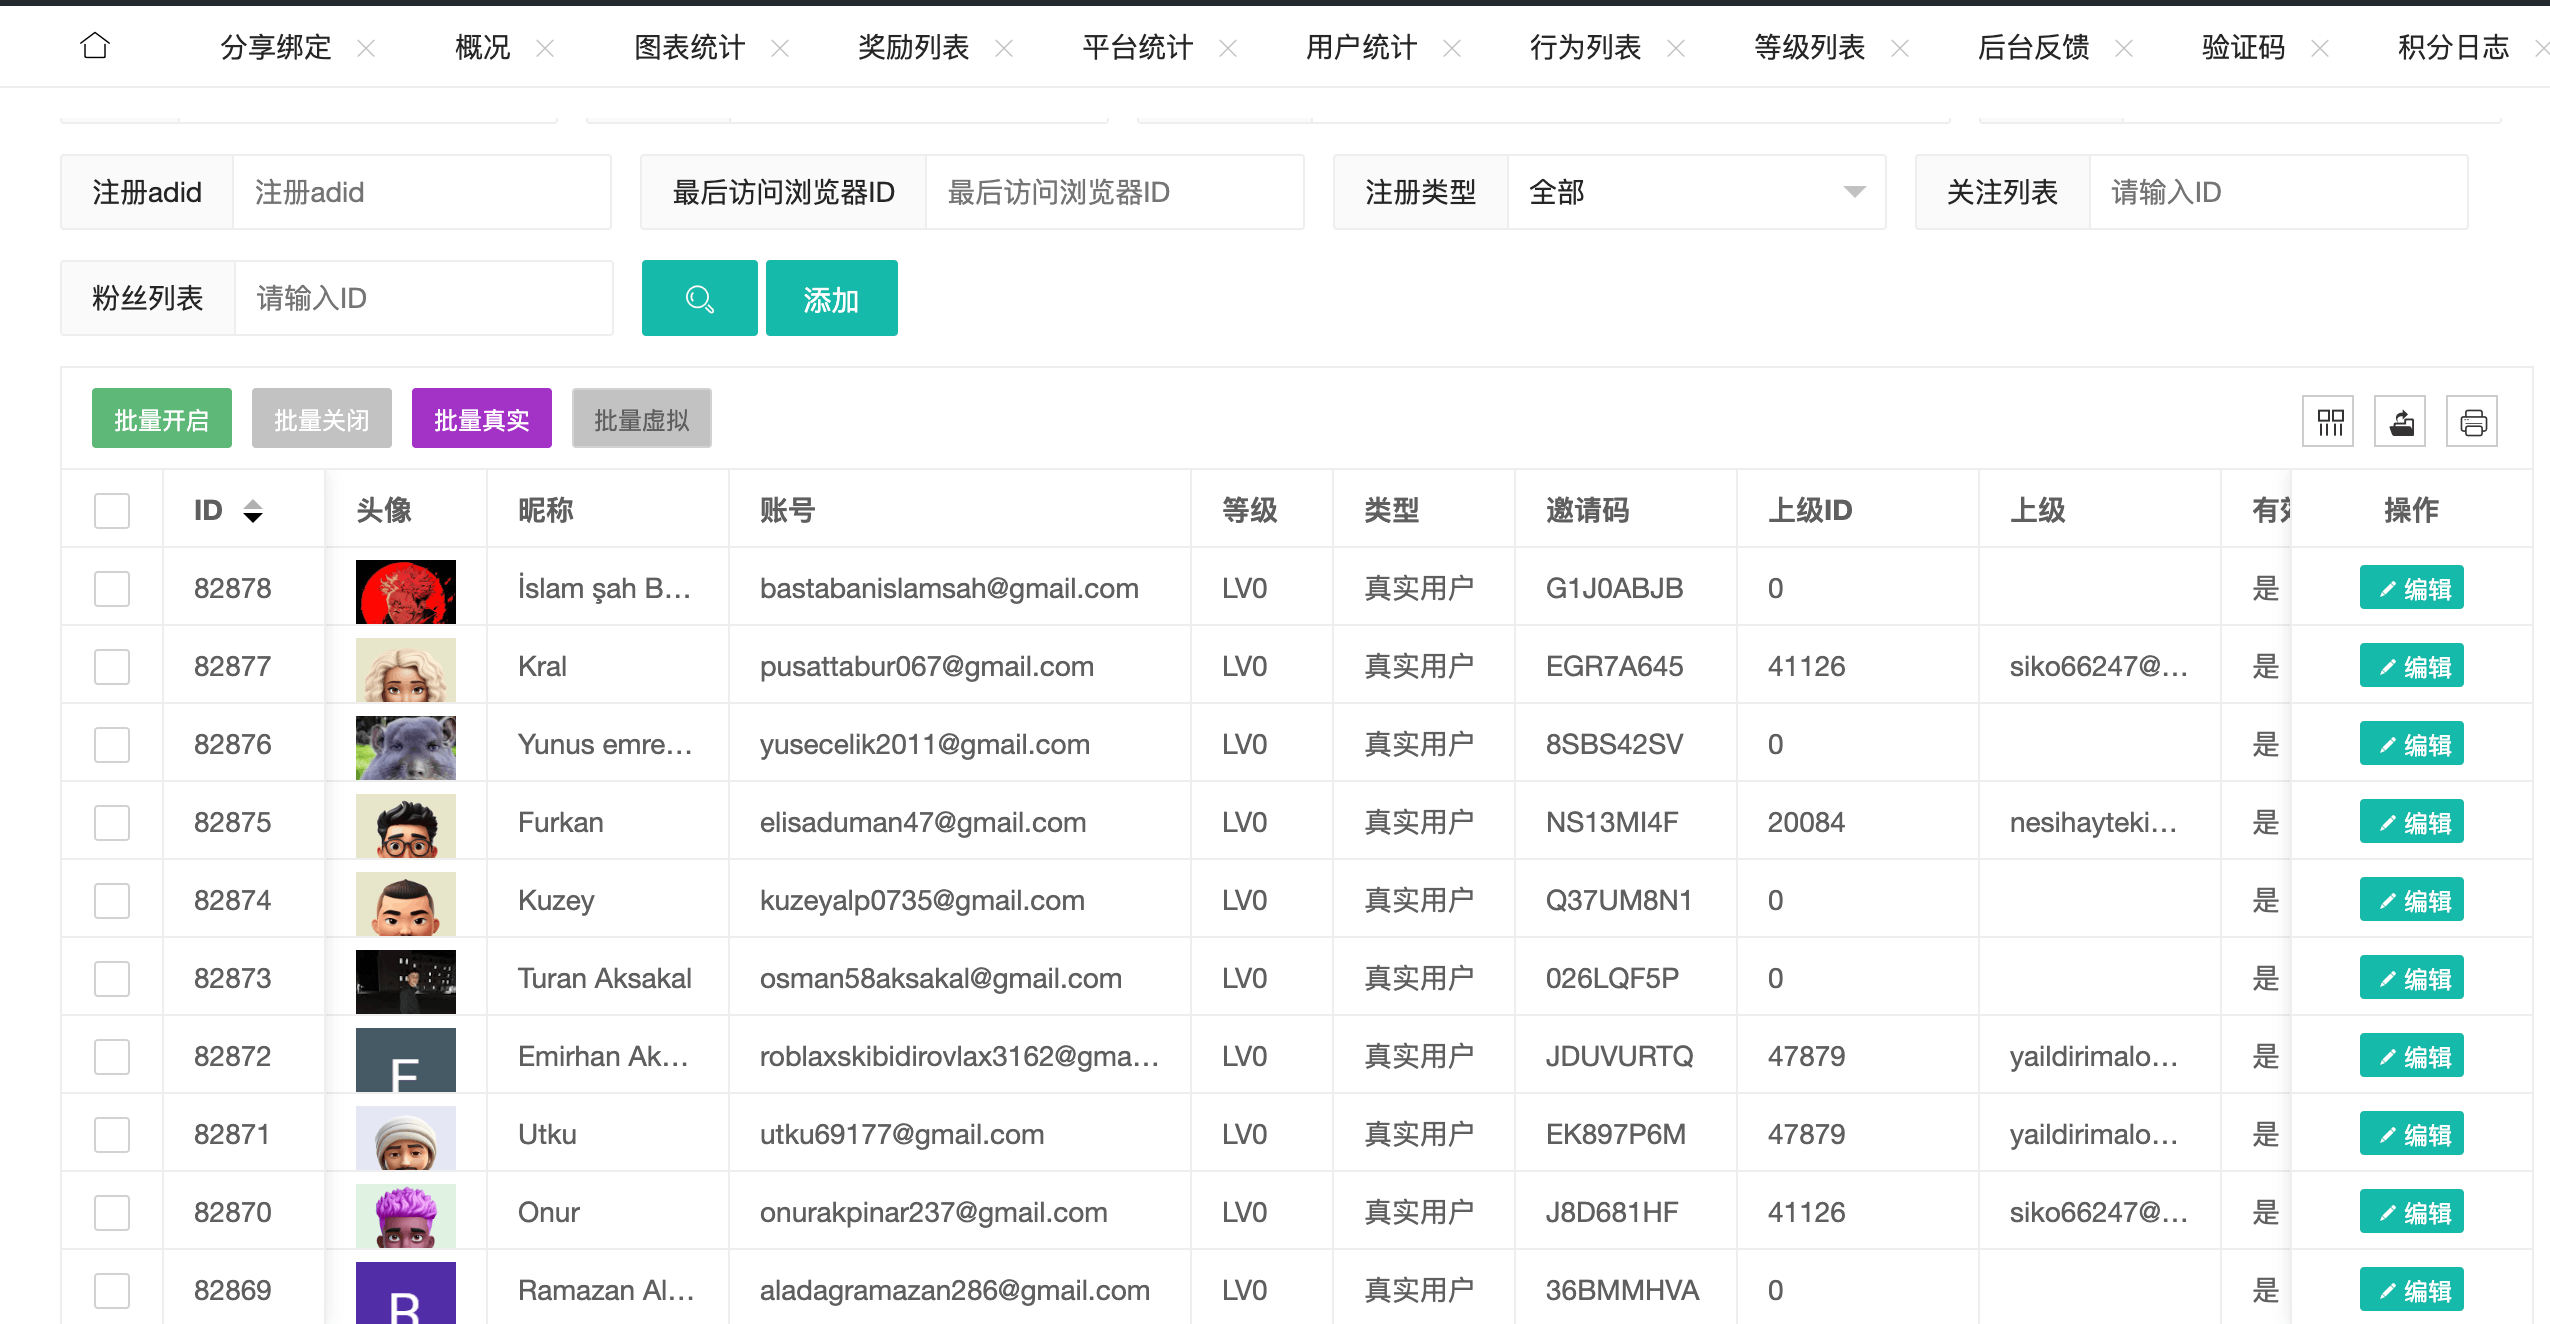 分享绑定 概况 图表统计 奖励列表 平台统计 用户统计 行为列表 等级列表 后台反馈 验证码 积分日志
注册adid 注册adid 最后访问浏览器ID 最后访问浏览器ID 注册类型 全部 关注列表 请输入ID
粉丝列表 请输入ID 添加
批量开启 批量关闭 批量真实 批量虚拟
ID 头像 昵称 账号 等级 类型 邀请码 上级ID 上级 有效 操作
82878 İslam şah B... bastabanislamsah@gmail.com LV0 真实用户 G1J0ABJB 0 是 编辑
82877 Kral pusattabur067@gmail.com LV0 真实用户 EGR7A645 41126 siko66247@... 是 编辑
82876 Yunus emre... yusecelik2011@gmail.com LV0 真实用户 8SBS42SV 0 是 编辑
82875 Furkan elisaduman47@gmail.com LV0 真实用户 NS13MI4F 20084 nesihayteki... 是 编辑
82874 Kuzey kuzeyalp0735@gmail.com LV0 真实用户 Q37UM8N1 0 是 编辑
82873 Turan Aksakal osman58aksakal@gmail.com LV0 真实用户 026LQF5P 0 是 编辑
82872 E Emirhan Ak... roblaxskibidirovlax3162@gma... LV0 真实用户 JDUVURTQ 47879 yaildirimalo... 是 编辑
82871 Utku utku69177@gmail.com LV0 真实用户 EK897P6M 47879 yaildirimalo... 是 编辑
82870 Onur onurakpinar237@gmail.com LV0 真实用户 J8D681HF 41126 siko66247@... 是 编辑
82869 Ramazan Al... aladagramazan286@gmail.com LV0 真实用户 36BMMHVA 0 是 编辑